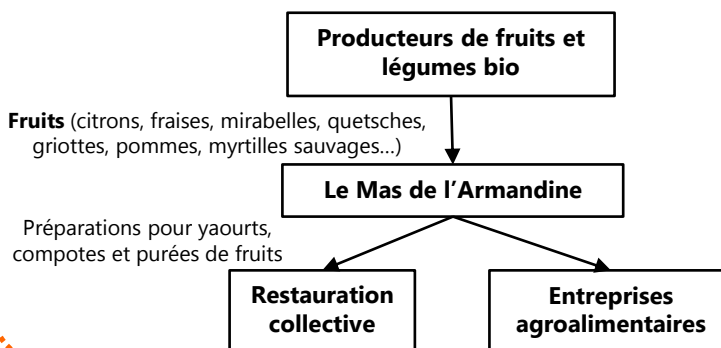 Producteurs de fruits et
légumes bio
Fruits (citrons, fraises, mirabelles, quetsches,
griottes, pommes, myrtilles sauvages...)
Le Mas de l'Armandine
Préparations pour yaourts,
compotes et purées de fruits
Restauration
collective
Entreprises
agroalimentaires